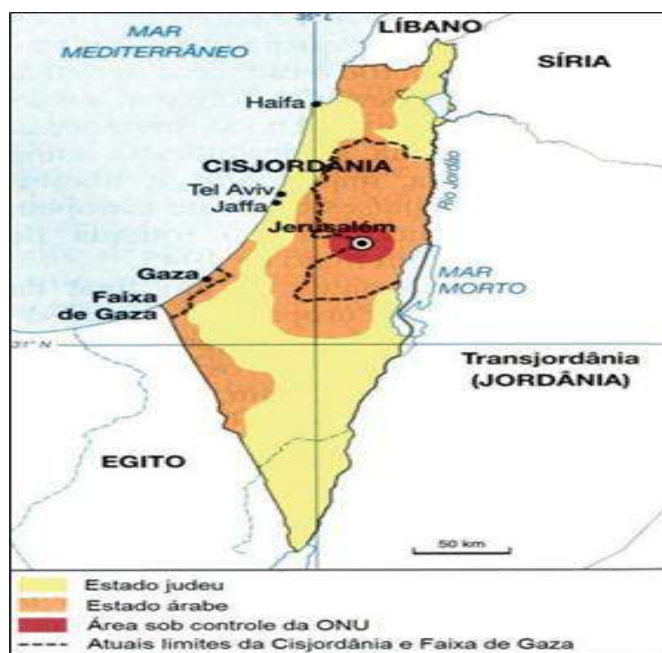 35° L
MAR
MEDITERRÂNEO
LÍBANO
SÍRIA
Haifa
CISJORDÂNIA
Tel Aviv
Jaffa
Rio Jordão
Jerusalém
Gaza
Faixa
de Gaza
MAR
MORTO
31° N
Transjordânia
(JORDÂNIA)
EGITO
50 km
Estado judeu
Estado árabe
Área sob controle da ONU
Atuais limites da Cisjordânia e Faixa de Gaza